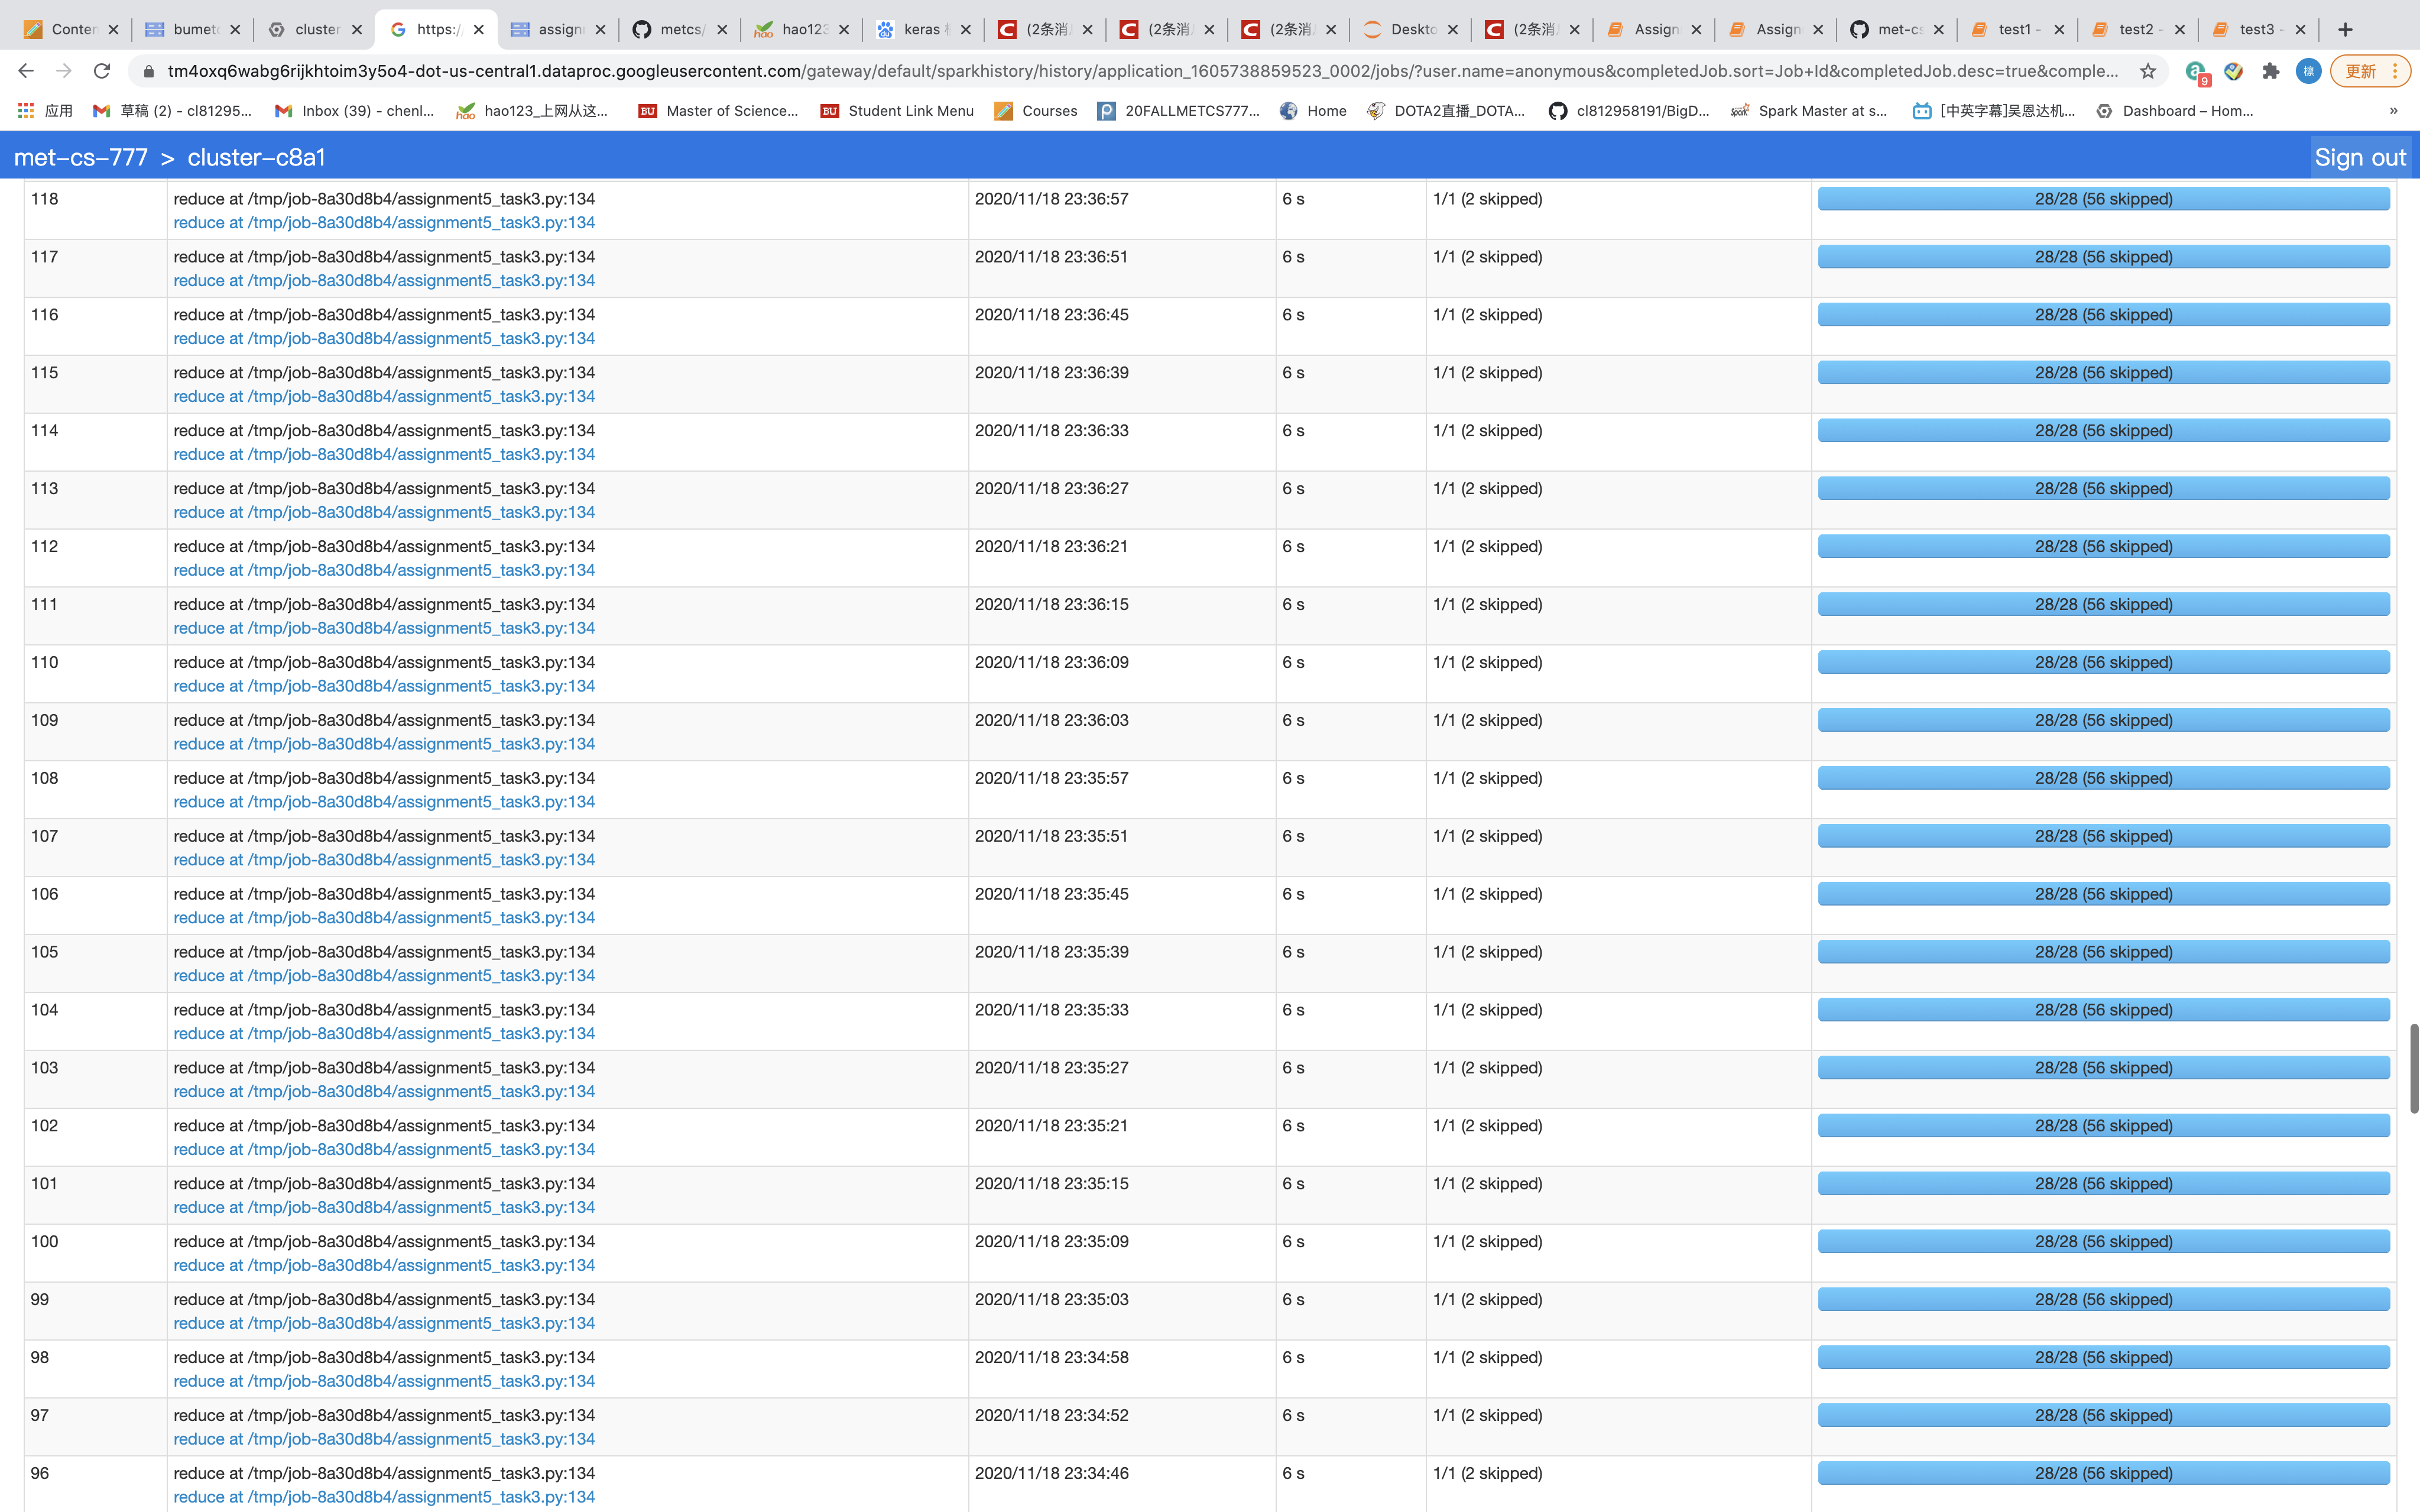 Conten
bumet
cluster
https:/
assign
metcs/
hao123
keras
(2条消
(2条消
(2条消
Deskto
(2条消
Assign
Assign
met-cs
test1 -
test2 -
test3 -
tm4oxq6wabg6rijkhtoim3y5o4-dot-us-central1.dataproc.googleusercontent.com/gateway/default/sparkhistory/history/application_1605738859523_0002/jobs/?user.name=anonymous&completedJob.sort=Job+Id&completedJob.desc=true&comple...
9
標
更新
应用
草稿 (2) - cl81295...
Inbox (39) - chenl...
hao123_上网从这...
BU Master of Science...
BU Student Link Menu
Courses
P 20FALLMETCS777...
Home
DOTA2直播_DOTA...
cl812958191/BigD...
Spark Master at s...
[中英字幕]吴恩达机...
Dashboard – Hom...
»
met-cs-777 > cluster-c8a1
Sign out
118 reduce at /tmp/job-8a30d8b4/assignment5_task3.py:134 2020/11/18 23:36:57 6 s 1/1 (2 skipped) 28/28 (56 skipped)
reduce at /tmp/job-8a30d8b4/assignment5_task3.py:134
117 reduce at /tmp/job-8a30d8b4/assignment5_task3.py:134 2020/11/18 23:36:51 6 s 1/1 (2 skipped) 28/28 (56 skipped)
reduce at /tmp/job-8a30d8b4/assignment5_task3.py:134
116 reduce at /tmp/job-8a30d8b4/assignment5_task3.py:134 2020/11/18 23:36:45 6 s 1/1 (2 skipped) 28/28 (56 skipped)
reduce at /tmp/job-8a30d8b4/assignment5_task3.py:134
115 reduce at /tmp/job-8a30d8b4/assignment5_task3.py:134 2020/11/18 23:36:39 6 s 1/1 (2 skipped) 28/28 (56 skipped)
reduce at /tmp/job-8a30d8b4/assignment5_task3.py:134
114 reduce at /tmp/job-8a30d8b4/assignment5_task3.py:134 2020/11/18 23:36:33 6 s 1/1 (2 skipped) 28/28 (56 skipped)
reduce at /tmp/job-8a30d8b4/assignment5_task3.py:134
113 reduce at /tmp/job-8a30d8b4/assignment5_task3.py:134 2020/11/18 23:36:27 6 s 1/1 (2 skipped) 28/28 (56 skipped)
reduce at /tmp/job-8a30d8b4/assignment5_task3.py:134
112 reduce at /tmp/job-8a30d8b4/assignment5_task3.py:134 2020/11/18 23:36:21 6 s 1/1 (2 skipped) 28/28 (56 skipped)
reduce at /tmp/job-8a30d8b4/assignment5_task3.py:134
111 reduce at /tmp/job-8a30d8b4/assignment5_task3.py:134 2020/11/18 23:36:15 6 s 1/1 (2 skipped) 28/28 (56 skipped)
reduce at /tmp/job-8a30d8b4/assignment5_task3.py:134
110 reduce at /tmp/job-8a30d8b4/assignment5_task3.py:134 2020/11/18 23:36:09 6 s 1/1 (2 skipped) 28/28 (56 skipped)
reduce at /tmp/job-8a30d8b4/assignment5_task3.py:134
109 reduce at /tmp/job-8a30d8b4/assignment5_task3.py:134 2020/11/18 23:36:03 6 s 1/1 (2 skipped) 28/28 (56 skipped)
reduce at /tmp/job-8a30d8b4/assignment5_task3.py:134
108 reduce at /tmp/job-8a30d8b4/assignment5_task3.py:134 2020/11/18 23:35:57 6 s 1/1 (2 skipped) 28/28 (56 skipped)
reduce at /tmp/job-8a30d8b4/assignment5_task3.py:134
107 reduce at /tmp/job-8a30d8b4/assignment5_task3.py:134 2020/11/18 23:35:51 6 s 1/1 (2 skipped) 28/28 (56 skipped)
reduce at /tmp/job-8a30d8b4/assignment5_task3.py:134
106 reduce at /tmp/job-8a30d8b4/assignment5_task3.py:134 2020/11/18 23:35:45 6 s 1/1 (2 skipped) 28/28 (56 skipped)
reduce at /tmp/job-8a30d8b4/assignment5_task3.py:134
105 reduce at /tmp/job-8a30d8b4/assignment5_task3.py:134 2020/11/18 23:35:39 6 s 1/1 (2 skipped) 28/28 (56 skipped)
reduce at /tmp/job-8a30d8b4/assignment5_task3.py:134
104 reduce at /tmp/job-8a30d8b4/assignment5_task3.py:134 2020/11/18 23:35:33 6 s 1/1 (2 skipped) 28/28 (56 skipped)
reduce at /tmp/job-8a30d8b4/assignment5_task3.py:134
103 reduce at /tmp/job-8a30d8b4/assignment5_task3.py:134 2020/11/18 23:35:27 6 s 1/1 (2 skipped) 28/28 (56 skipped)
reduce at /tmp/job-8a30d8b4/assignment5_task3.py:134
102 reduce at /tmp/job-8a30d8b4/assignment5_task3.py:134 2020/11/18 23:35:21 6 s 1/1 (2 skipped) 28/28 (56 skipped)
reduce at /tmp/job-8a30d8b4/assignment5_task3.py:134
101 reduce at /tmp/job-8a30d8b4/assignment5_task3.py:134 2020/11/18 23:35:15 6 s 1/1 (2 skipped) 28/28 (56 skipped)
reduce at /tmp/job-8a30d8b4/assignment5_task3.py:134
100 reduce at /tmp/job-8a30d8b4/assignment5_task3.py:134 2020/11/18 23:35:09 6 s 1/1 (2 skipped) 28/28 (56 skipped)
reduce at /tmp/job-8a30d8b4/assignment5_task3.py:134
99 reduce at /tmp/job-8a30d8b4/assignment5_task3.py:134 2020/11/18 23:35:03 6 s 1/1 (2 skipped) 28/28 (56 skipped)
reduce at /tmp/job-8a30d8b4/assignment5_task3.py:134
98 reduce at /tmp/job-8a30d8b4/assignment5_task3.py:134 2020/11/18 23:34:58 6 s 1/1 (2 skipped) 28/28 (56 skipped)
reduce at /tmp/job-8a30d8b4/assignment5_task3.py:134
97 reduce at /tmp/job-8a30d8b4/assignment5_task3.py:134 2020/11/18 23:34:52 6 s 1/1 (2 skipped) 28/28 (56 skipped)
reduce at /tmp/job-8a30d8b4/assignment5_task3.py:134
96 reduce at /tmp/job-8a30d8b4/assignment5_task3.py:134 2020/11/18 23:34:46 6 s 1/1 (2 skipped) 28/28 (56 skipped)
reduce at /tmp/job-8a30d8b4/assignment5_task3.py:134